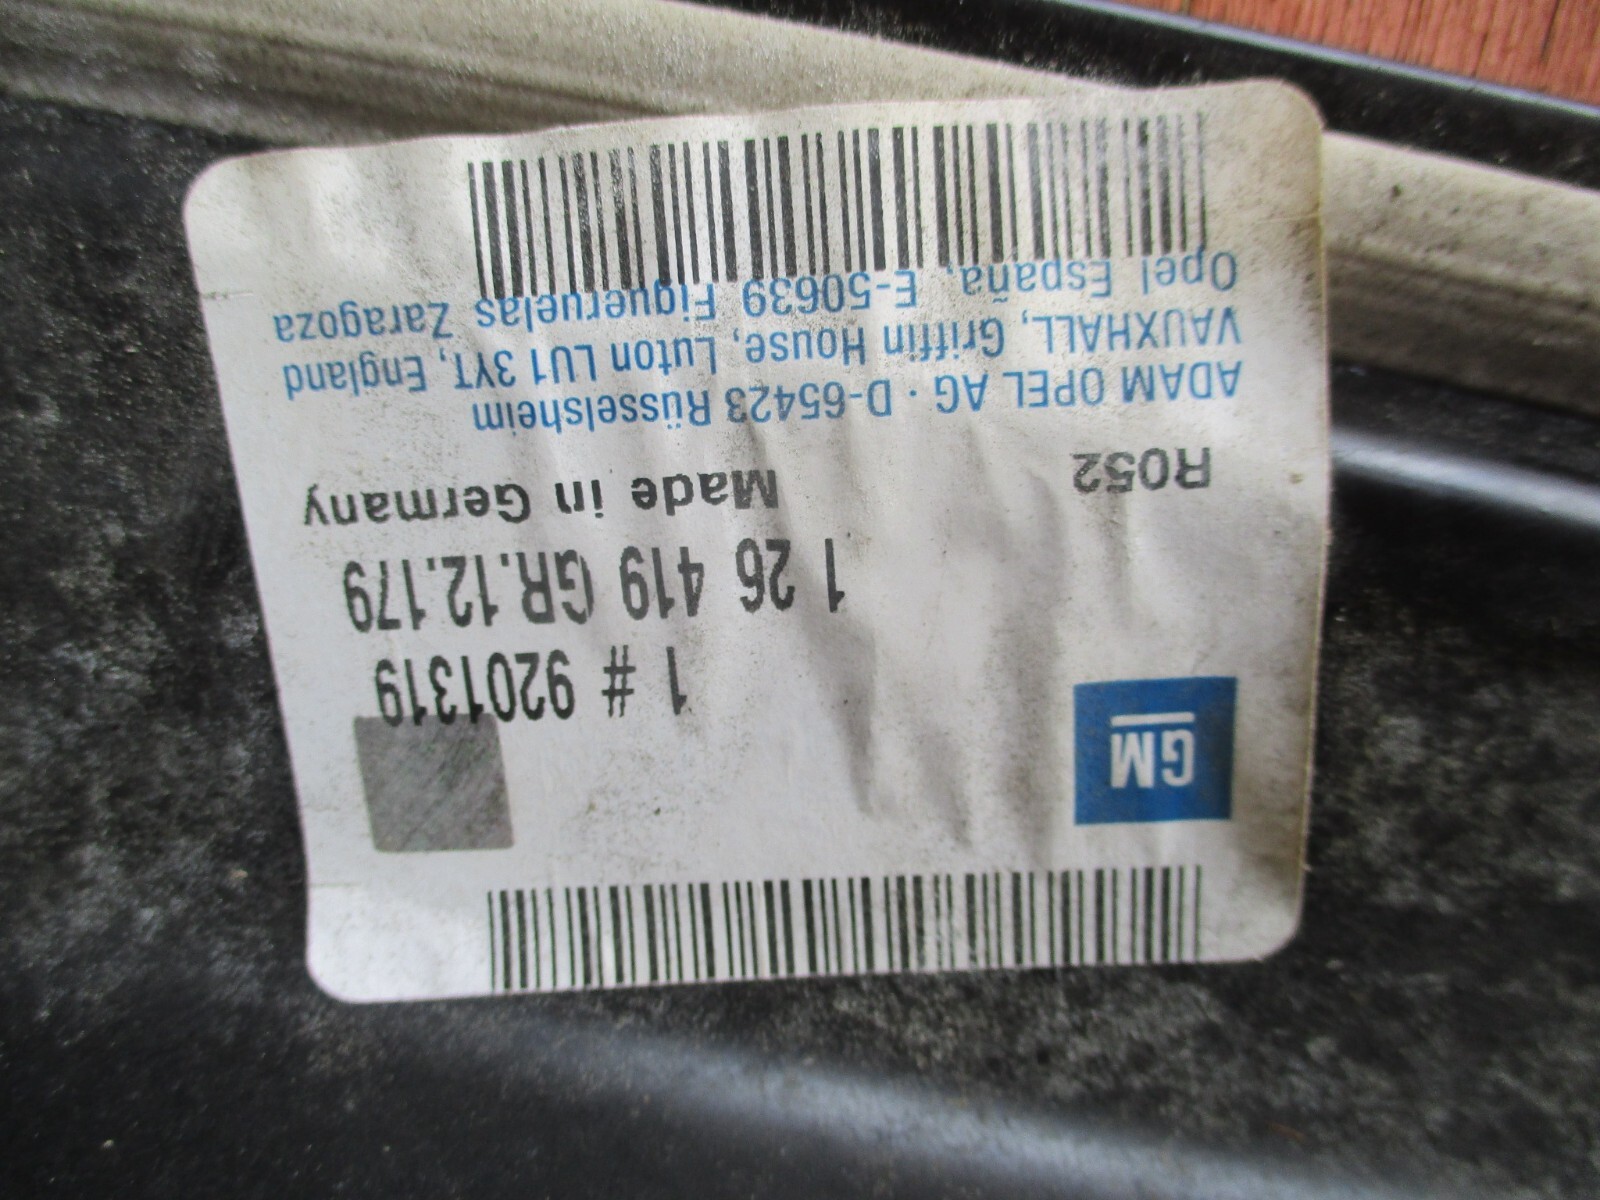 GM
1 # 9201319
1 26 419 GR.12.179
R052 Made in Germany
ADAM OPEL AG · D-65423 Rüsselsheim
VAUXHALL, Griffin House, Luton LU1 3YT, England
Opel España, E-50639 Figueruelas Zaragoza